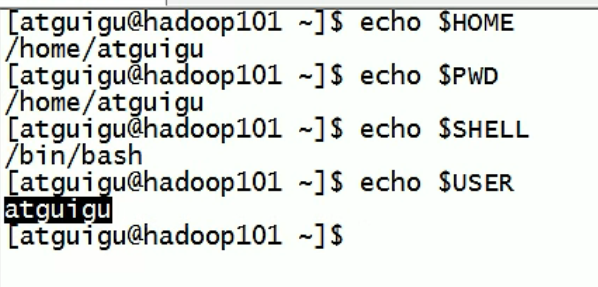 [atguigu@hadoop101 ~]$ echo $HOME
/home/atguigu
[atguigu@hadoop101 ~]$ echo $PWD
/home/atguigu
[atguigu@hadoop101 ~]$ echo $SHELL
/bin/bash
[atguigu@hadoop101 ~]$ echo $USER
atguigu
[atguigu@hadoop101 ~]$